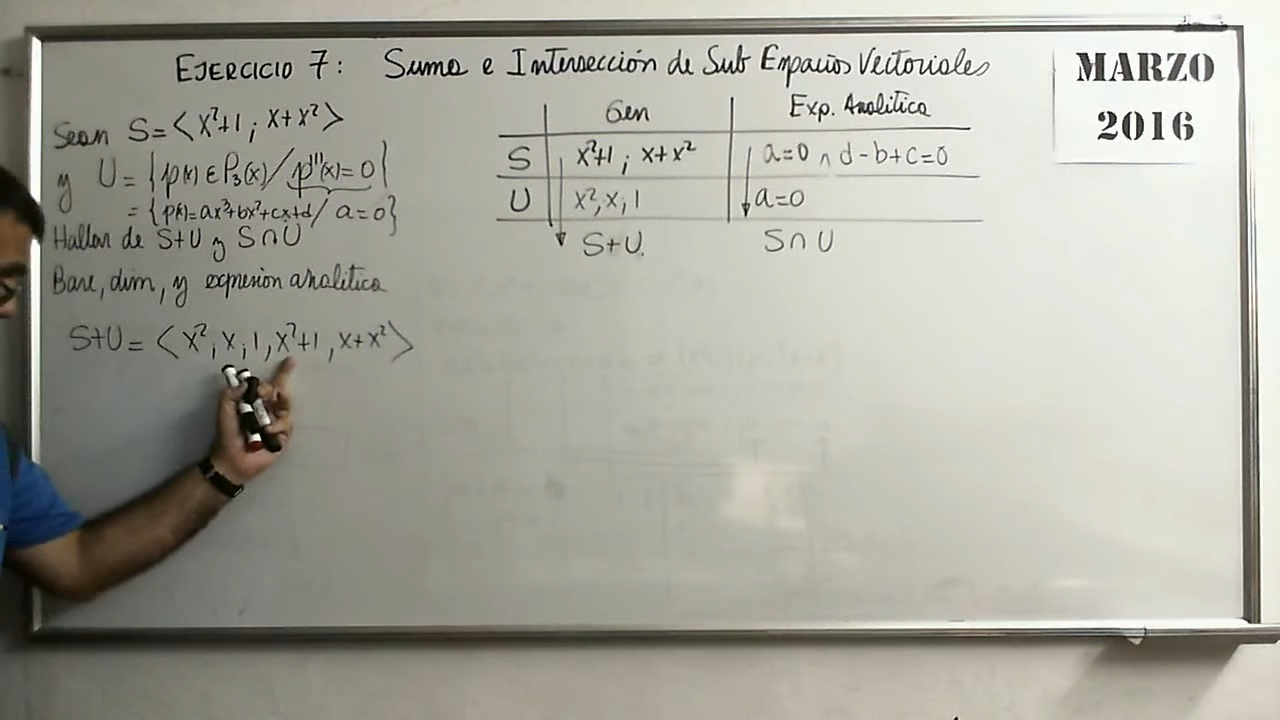 EJERCICIO 7: Suma e Intersección de Sub Espacios Vectoriales
MARZO
2016
Sean S=<x²+1; x+x²>
y U={p(x)∈P₃(x)/p'''(x)=0}
={p(x)=ax³+bx²+cx+d/a=0}
Hallar de S+U y S∩U
Base, dim, y expresión analítica
S+U=<x²; x; 1, x²+1, x+x²>
Gen Exp. Analítica
S x²+1; x+x² a=0 ∩ d-b+c=0
U x²,x,1 a=0
S+U. S∩U